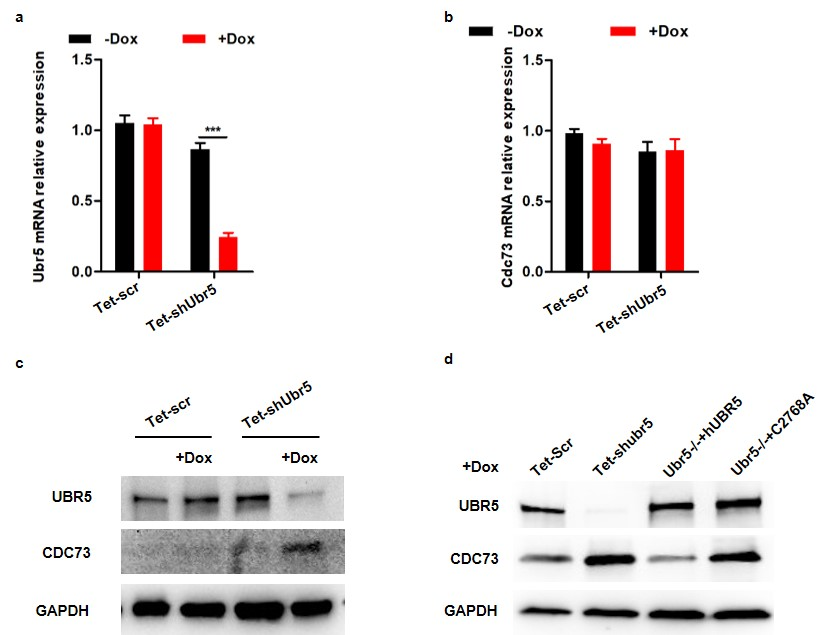 a
-Dox +Dox
Ubr5 mRNA relative expression
1.5
1.0
0.5
0.0
***
Tet-scr
Tet-shUbr5
b
-Dox +Dox
Cdc73 mRNA relative expression
1.5
1.0
0.5
0.0
Tet-scr
Tet-shUbr5
c
Tet-scr
Tet-shUbr5
+Dox +Dox
UBR5
CDC73
GAPDH
d
+Dox
Tet-Scr
Tet-shubr5
Ubr5-/-+hUBR5
Ubr5-/-+C2768A
UBR5
CDC73
GAPDH